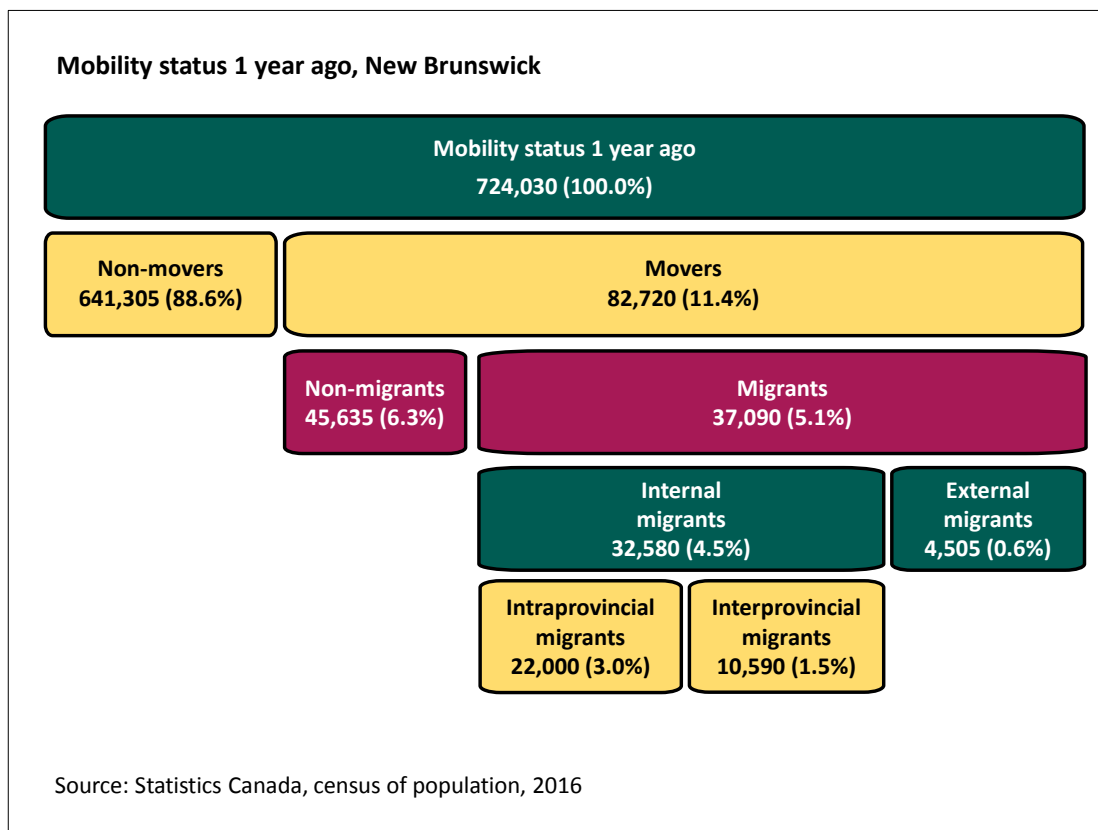 Mobility status 1 year ago, New Brunswick
Mobility status 1 year ago
724,030 (100.0%)
Non-movers
641,305 (88.6%)
Movers
82,720 (11.4%)
Non-migrants
45,635 (6.3%)
Migrants
37,090 (5.1%)
Internal
migrants
32,580 (4.5%)
External
migrants
4,505 (0.6%)
Intraprovincial
migrants
22,000 (3.0%)
Interprovincial
migrants
10,590 (1.5%)
Source: Statistics Canada, census of population, 2016